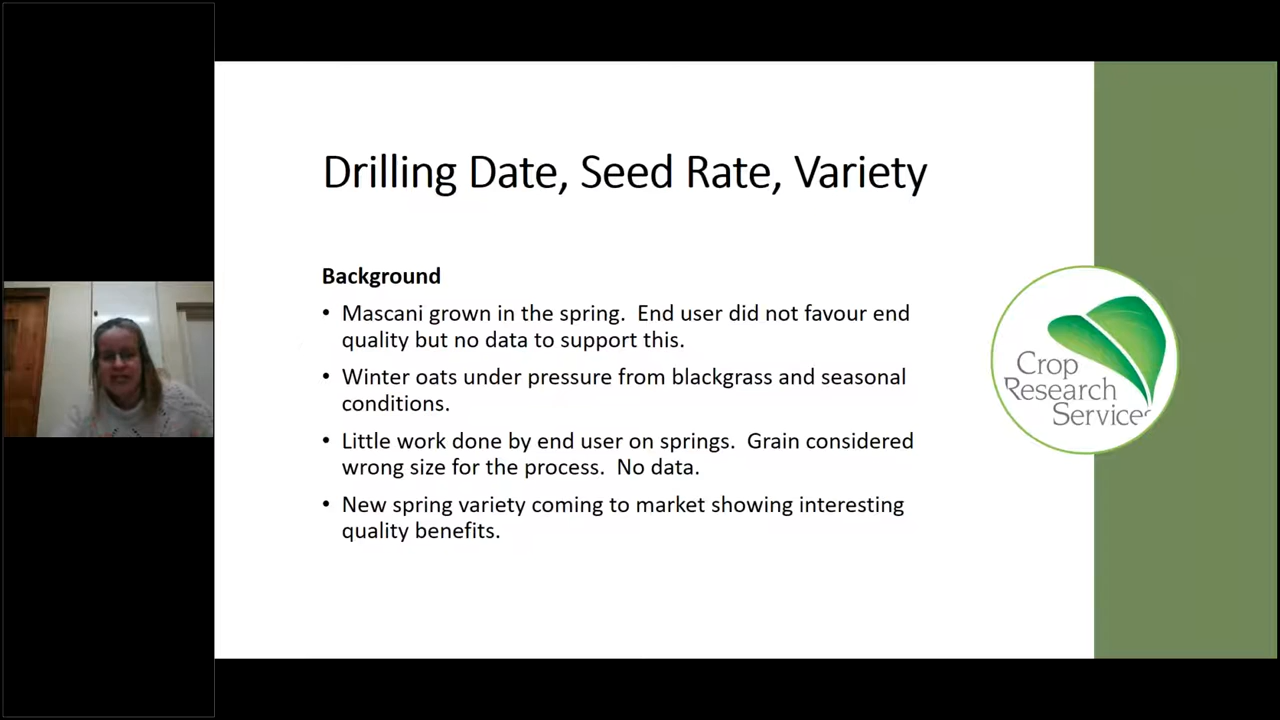 Drilling Date, Seed Rate, Variety
Background
• Mascani grown in the spring.  End user did not favour end
quality but no data to support this.
• Winter oats under pressure from blackgrass and seasonal
conditions.
• Little work done by end user on springs.  Grain considered
wrong size for the process.  No data.
• New spring variety coming to market showing interesting
quality benefits.
Crop
Research
Services